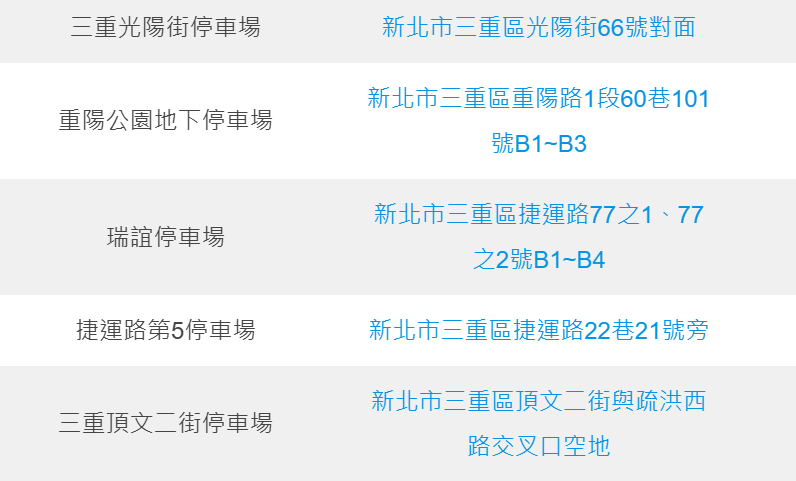 三重光陽街停車場
新北市三重區光陽街66號對面
重陽公園地下停車場
新北市三重區重陽路1段60巷101
號B1~B3
瑞誼停車場
新北市三重區捷運路77之1、77
之2號B1~B4
捷運路第5停車場
新北市三重區捷運路22巷21號旁
三重頂文二街停車場
新北市三重區頂文二街與疏洪西
路交叉口空地